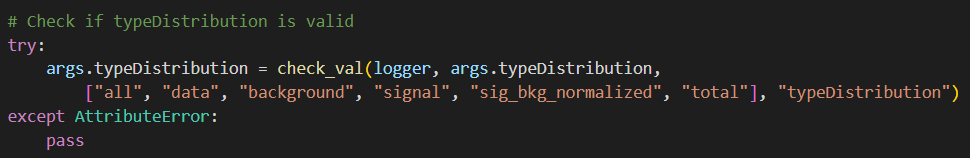 # Check if typeDistribution is valid
try:
    args.typeDistribution = check_val(logger, args.typeDistribution,
        ["all", "data", "background", "signal", "sig_bkg_normalized", "total"], "typeDistribution")
except AttributeError:
    pass